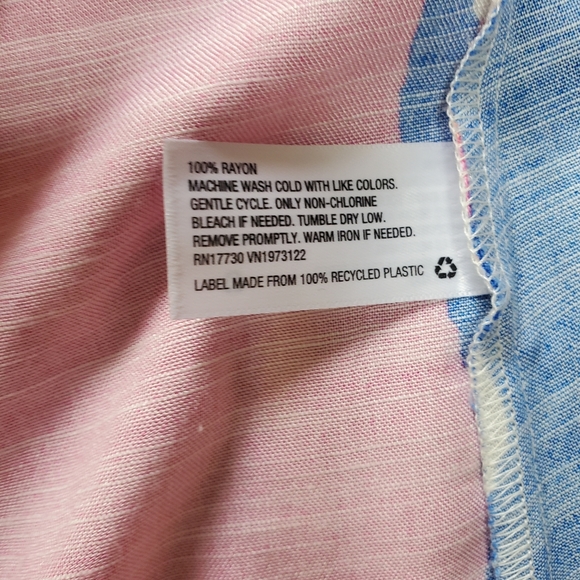 100% RAYON
MACHINE WASH COLD WITH LIKE COLORS.
GENTLE CYCLE. ONLY NON-CHLORINE
BLEACH IF NEEDED. TUMBLE DRY LOW.
REMOVE PROMPTLY. WARM IRON IF NEEDED.
RN17730 VN1973122
LABEL MADE FROM 100% RECYCLED PLASTIC